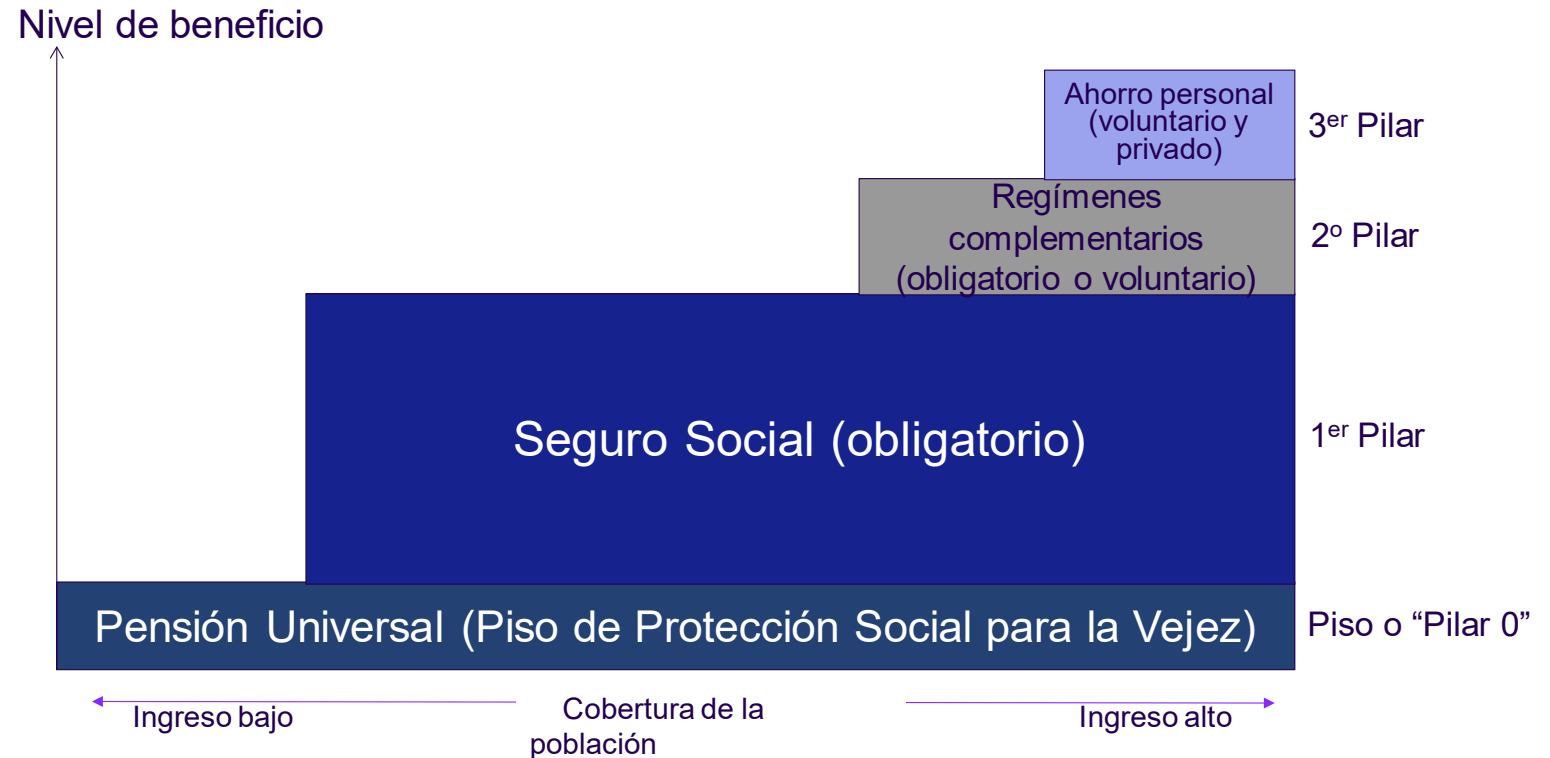 Nivel de beneficio
Ahorro personal
(voluntario y
privado)
3er Pilar
Regímenes
complementarios
(obligatorio o voluntario)
2o Pilar
Seguro Social (obligatorio)
1er Pilar
Pensión Universal (Piso de Protección Social para la Vejez)
Piso o “Pilar 0”
Ingreso bajo
Cobertura de la
población
Ingreso alto